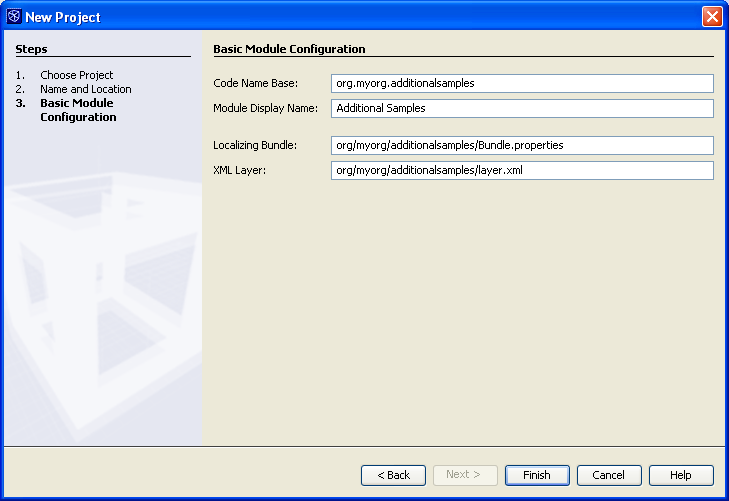 New Project
Steps
1. Choose Project
2. Name and Location
3. Basic Module
Configuration
Basic Module Configuration
Code Name Base: org.myorg.additionalsamples
Module Display Name: Additional Samples
Localizing Bundle: org/myorg/additionalsamples/Bundle.properties
XML Layer: org/myorg/additionalsamples/layer.xml
< Back Next > Finish Cancel Help